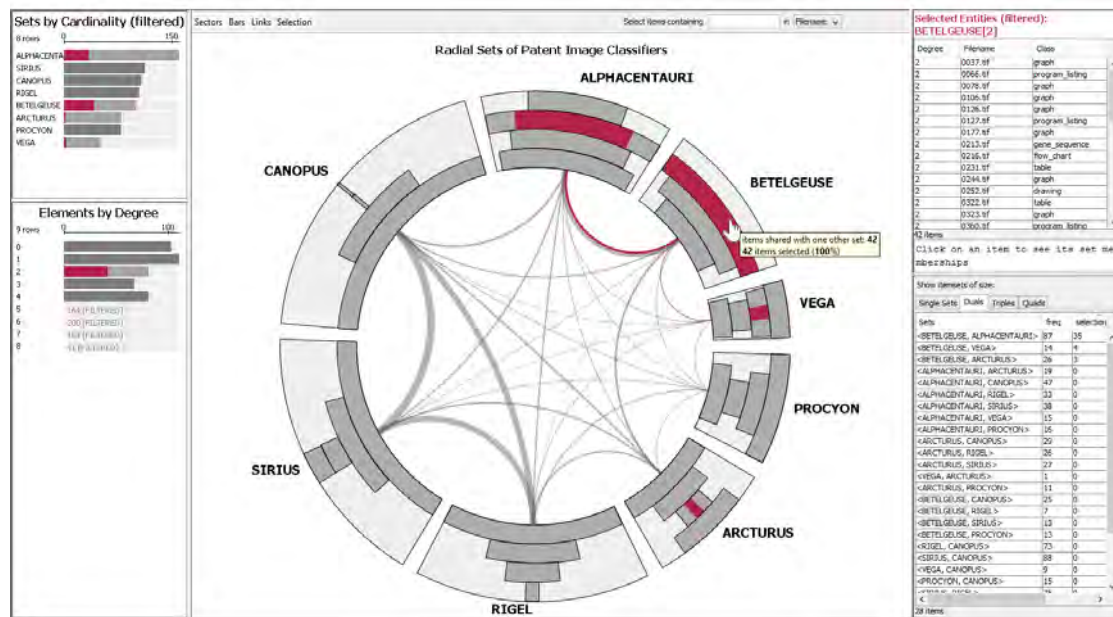 Sets by Cardinality (filtered)
8 rows
0
150
ALPHACENTA
SIRIUS
CANOPUS
RIGEL
BETELGEUSE
ARCTURUS
PROCYON
VEGA
Elements by Degree
9 rows
0
100
0
1
2
3
4
5
6
7
8
[FILTERED]
Sectors Bars Links Selection
Select items containing
in Filename
Radial Sets of Patent Image Classifiers
ALPHACENTAURI
CANOPUS
BETELGEUSE
items shared with one other set: 42
42 items selected (100%)
VEGA
PROCYON
SIRIUS
ARCTURUS
RIGEL
Selected Entities (filtered):
BETELGEUSE[2]
Degree Filename Class
2 0037.tif graph
2 0066.tif program_listing
2 0078.tif graph
2 0106.tif graph
2 0126.tif graph
2 0127.tif program_listing
2 0177.tif graph
2 0213.tif gene_sequence
2 0216.tif flow_chart
2 0231.tif table
2 0244.tif graph
2 0252.tif drawing
2 0322.tif table
2 0323.tif graph
2 0360.tif program_listing
42 items
Click on an item to see its set me
mberships
Show itemsets of size:
Single Sets Duals Triples Quads
Sets freq selection
<BETELGEUSE, ALPHACENTAURI> 87 35
<BETELGEUSE, VEGA> 14 4
<BETELGEUSE, ARCTURUS> 26 3
<ALPHACENTAURI, ARCTURUS> 19 0
<ALPHACENTAURI, CANOPUS> 47 0
<ALPHACENTAURI, RIGEL> 33 0
<ALPHACENTAURI, SIRIUS> 38 0
<ALPHACENTAURI, VEGA> 15 0
<ALPHACENTAURI, PROCYON> 16 0
<ARCTURUS, CANOPUS> 29 0
<ARCTURUS, RIGEL> 26 0
<ARCTURUS, SIRIUS> 27 0
<VEGA, ARCTURUS> 1 0
<ARCTURUS, PROCYON> 11 0
<BETELGEUSE, CANOPUS> 25 0
<BETELGEUSE, RIGEL> 7 0
<BETELGEUSE, SIRIUS> 13 0
<BETELGEUSE, PROCYON> 13 0
<RIGEL, CANOPUS> 73 0
<SIRIUS, CANOPUS> 88 0
<VEGA, CANOPUS> 9 0
<PROCYON, CANOPUS> 15 0
28 items